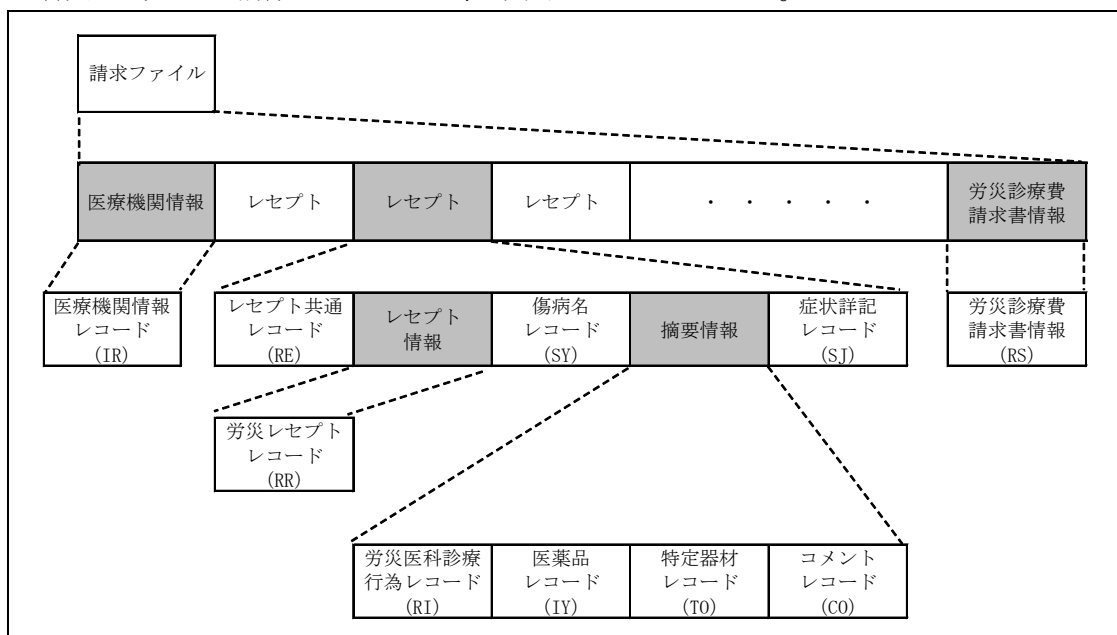 請求ファイル
医療機関情報
レセプト
レセプト
レセプト
・ ・ ・ ・ ・
労災診療費
請求書情報
医療機関情報
レコード
(IR)
レセプト共通
レコード
(RE)
レセプト
情報
傷病名
レコード
(SY)
摘要情報
症状詳記
レコード
(SJ)
労災診療費
請求書情報
(RS)
労災レセプト
レコード
(RR)
労災医科診療
行為レコード
(RI)
医薬品
レコード
(IY)
特定器材
レコード
(TO)
コメント
レコード
(CO)